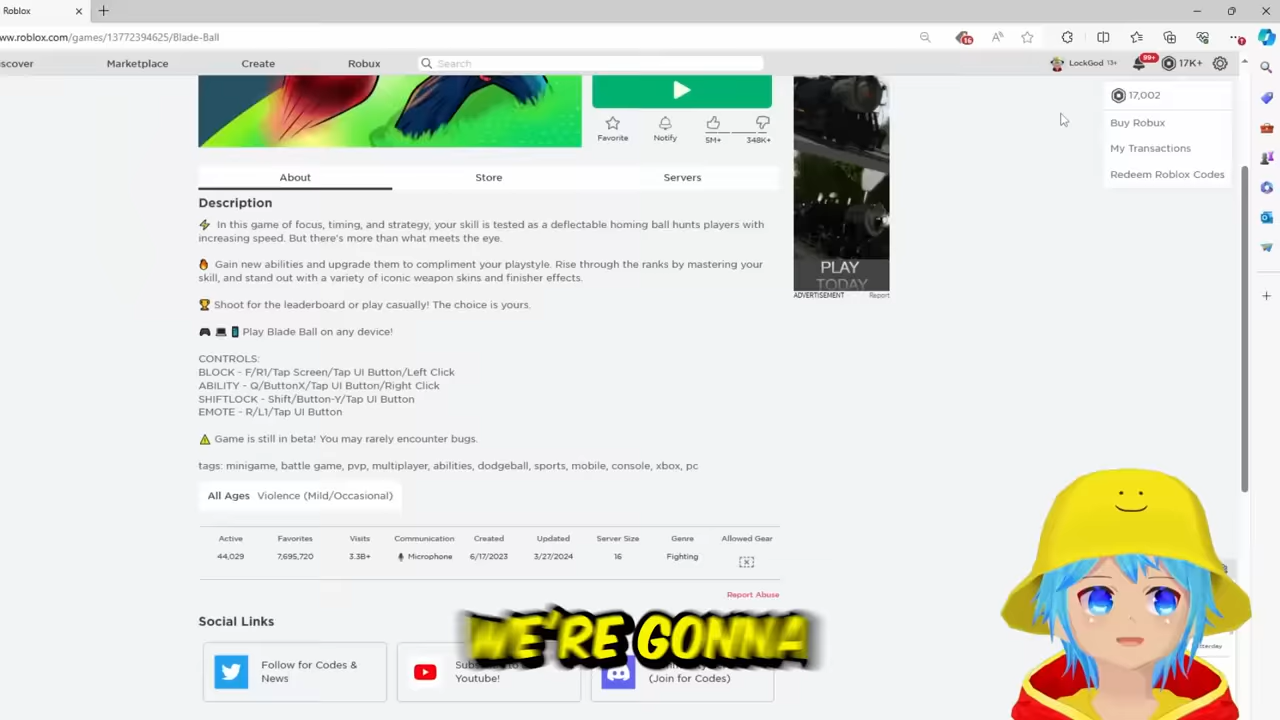 Roblox
ww.roblox.com/games/13772394625/Blade-Ball
16
iscover
Marketplace
Create
Robux
Search
LockGod 13+
99+
17K+
17,002
Buy Robux
My Transactions
Redeem Roblox Codes
Favorite
Notify
5M+
348K+
About
Store
Servers
Description
In this game of focus, timing, and strategy, your skill is tested as a deflectable homing ball hunts players with
increasing speed. But there's more than what meets the eye.
Gain new abilities and upgrade them to compliment your playstyle. Rise through the ranks by mastering your
skill, and stand out with a variety of iconic weapon skins and finisher effects.
Shoot for the leaderboard or play casually! The choice is yours.
Play Blade Ball on any device!
CONTROLS:
BLOCK - F/R1/Tap Screen/Tap UI Button/Left Click
ABILITY - Q/ButtonX/Tap UI Button/Right Click
SHIFTLOCK - Shift/Button-Y/Tap UI Button
EMOTE - R/L1/Tap UI Button
Game is still in beta! You may rarely encounter bugs.
tags: minigame, battle game, pvp, multiplayer, abilities, dodgeball, sports, mobile, console, xbox, pc
PLAY
TODAY
ADVERTISEMENT
Report
All Ages Violence (Mild/Occasional)
Active
Favorites
Visits
Communication
Created
Updated
Server Size
Genre
Allowed Gear
44,029
7,695,720
3.3B+
Microphone
6/17/2023
3/27/2024
16
Fighting
Report Abuse
Social Links
WE'RE GONNA
Follow for Codes &
News
Youtube!
(Join for Codes)